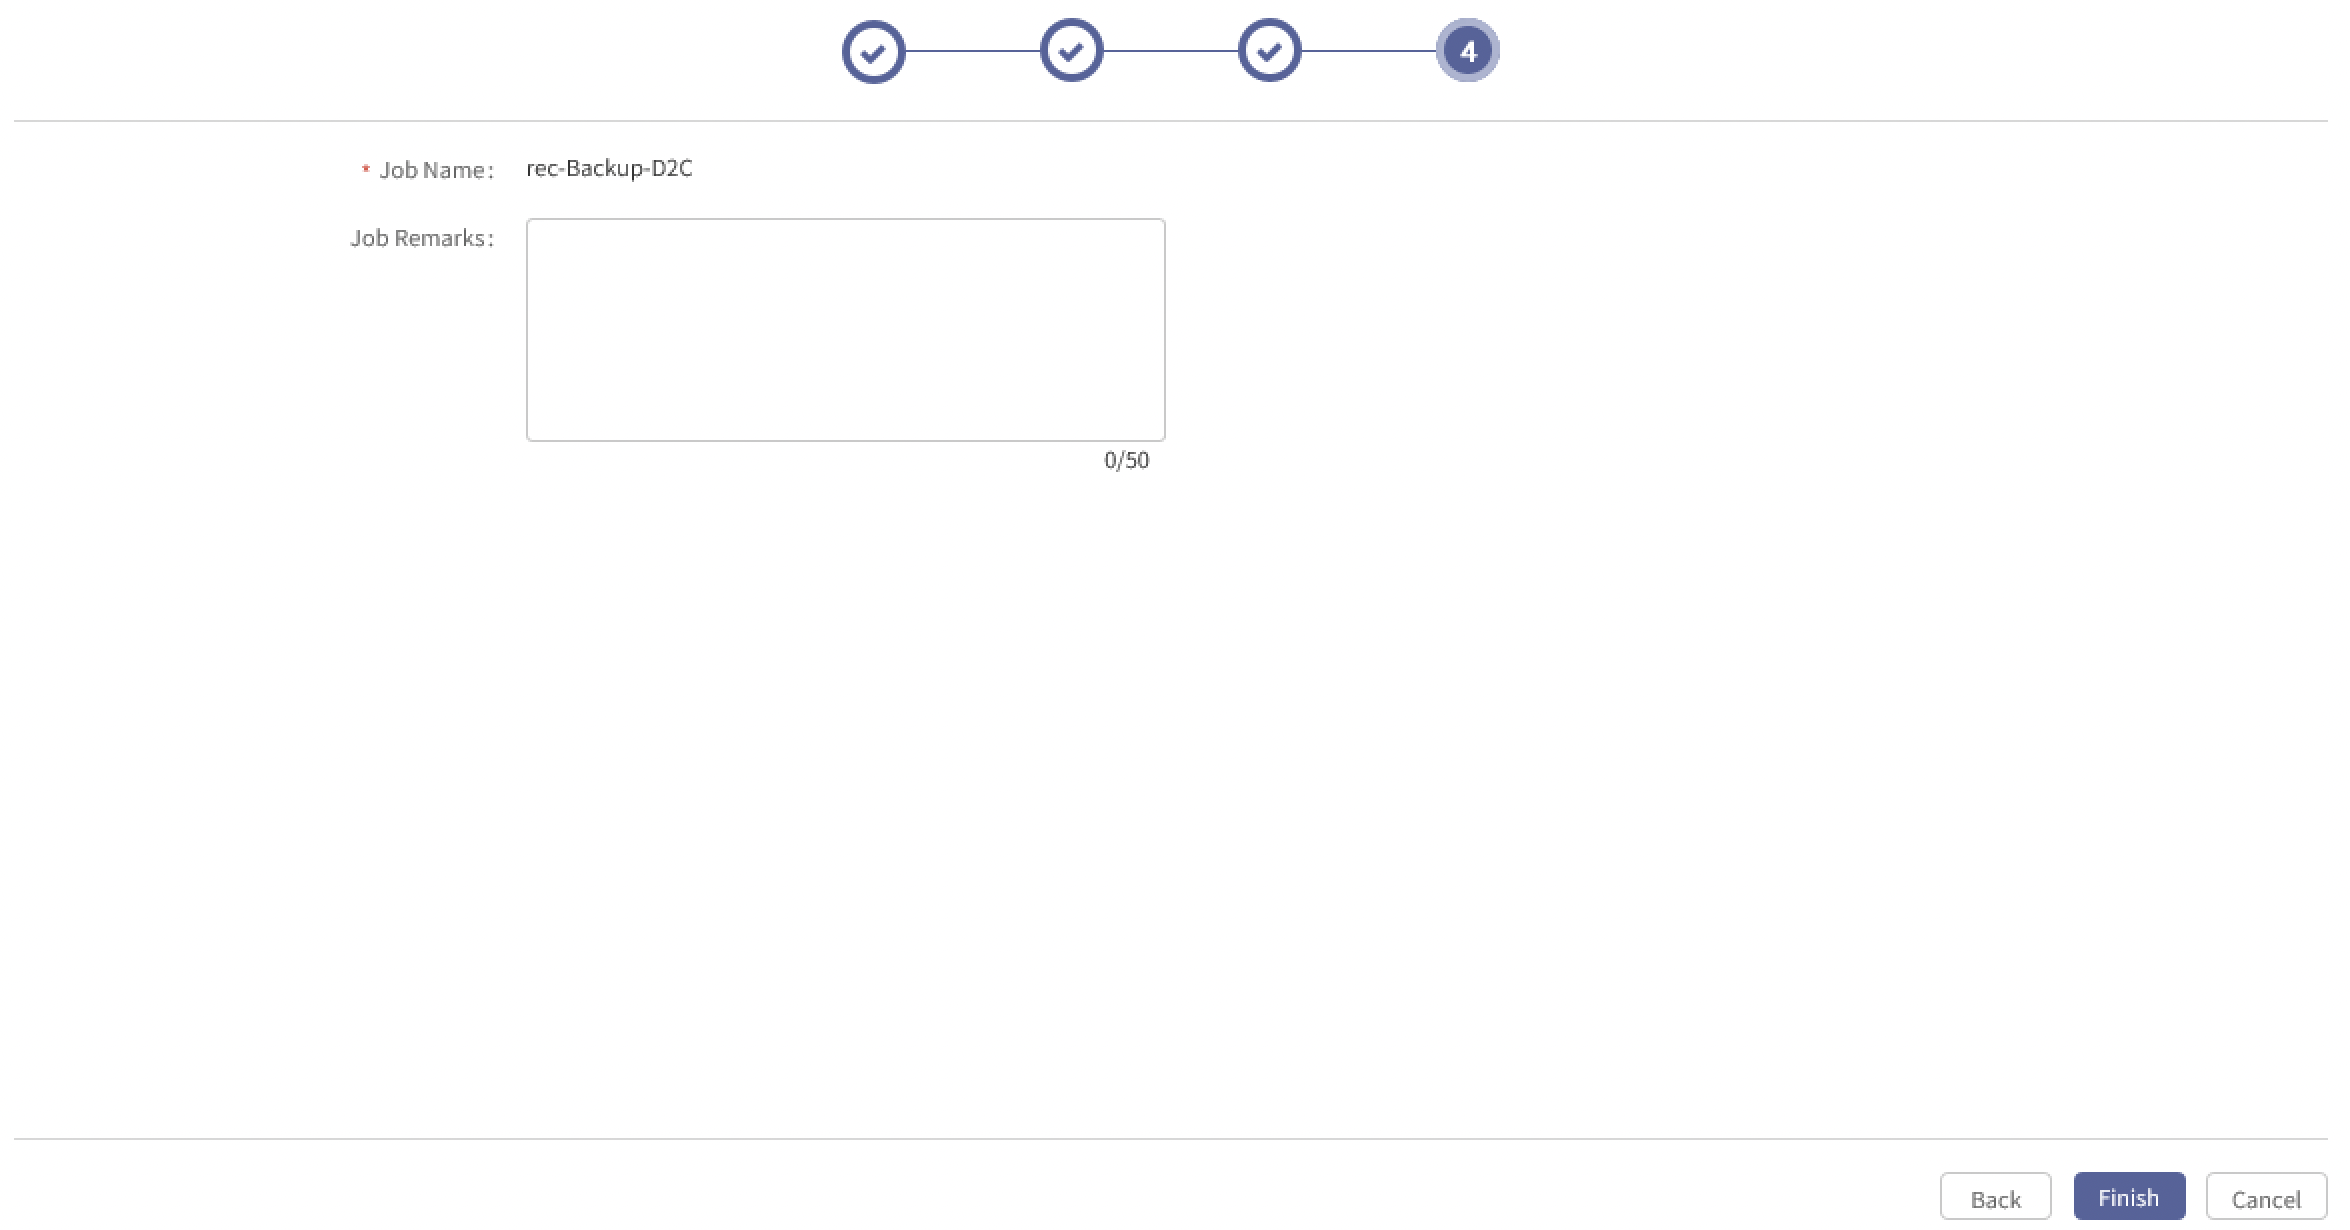 4
* Job Name:
rec-Backup-D2C
Job Remarks:
0/50
Back
Finish
Cancel